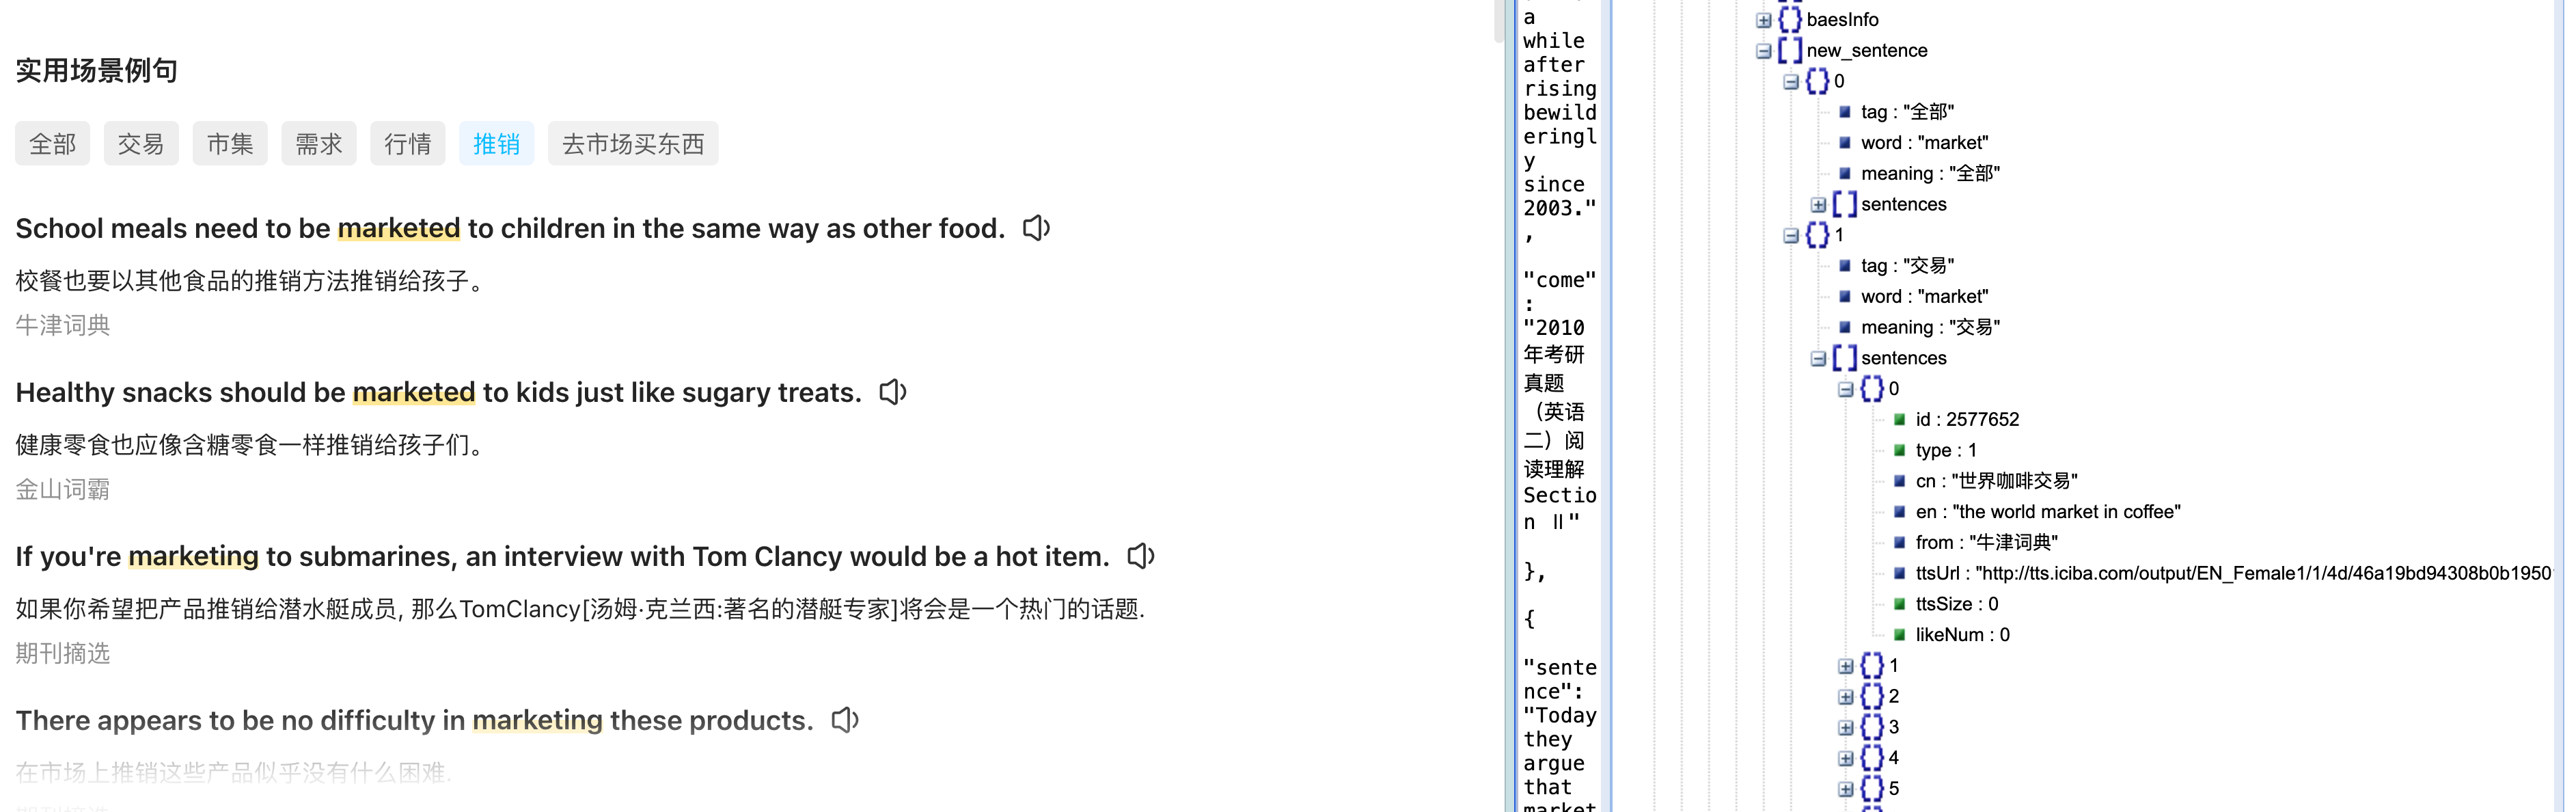 实用场景例句
全部 交易 市集 需求 行情 推销 去市场买东西
School meals need to be marketed to children in the same way as other food.
校餐也要以其他食品的推销方法推销给孩子。
牛津词典
Healthy snacks should be marketed to kids just like sugary treats.
健康零食也应像含糖零食一样推销给孩子们。
金山词霸
If you're marketing to submarines, an interview with Tom Clancy would be a hot item.
如果你希望把产品推销给潜水艇成员, 那么TomClancy[汤姆·克兰西:著名的潜艇专家]将会是一个热门的话题.
期刊摘选
There appears to be no difficulty in marketing these products.
在市场上推销这些产品似乎没有什么困难.
期刊摘选
a
while
after
rising
bewild
eringl
y
since
2003."
,
"come"
:
"2010
年考研
真题
（英语
二）阅
读理解
Sectio
n Ⅱ"
},
{
"sente
nce":
"Today
they
argue
that
market
baesInfo
new_sentence
0
tag : "全部"
word : "market"
meaning : "全部"
sentences
1
tag : "交易"
word : "market"
meaning : "交易"
sentences
0
id : 2577652
type : 1
cn : "世界咖啡交易"
en : "the world market in coffee"
from : "牛津词典"
ttsUrl : "http://tts.iciba.com/output/EN_Female1/1/4d/46a19bd94308b0b1950
ttsSize : 0
likeNum : 0
1
2
3
4
5